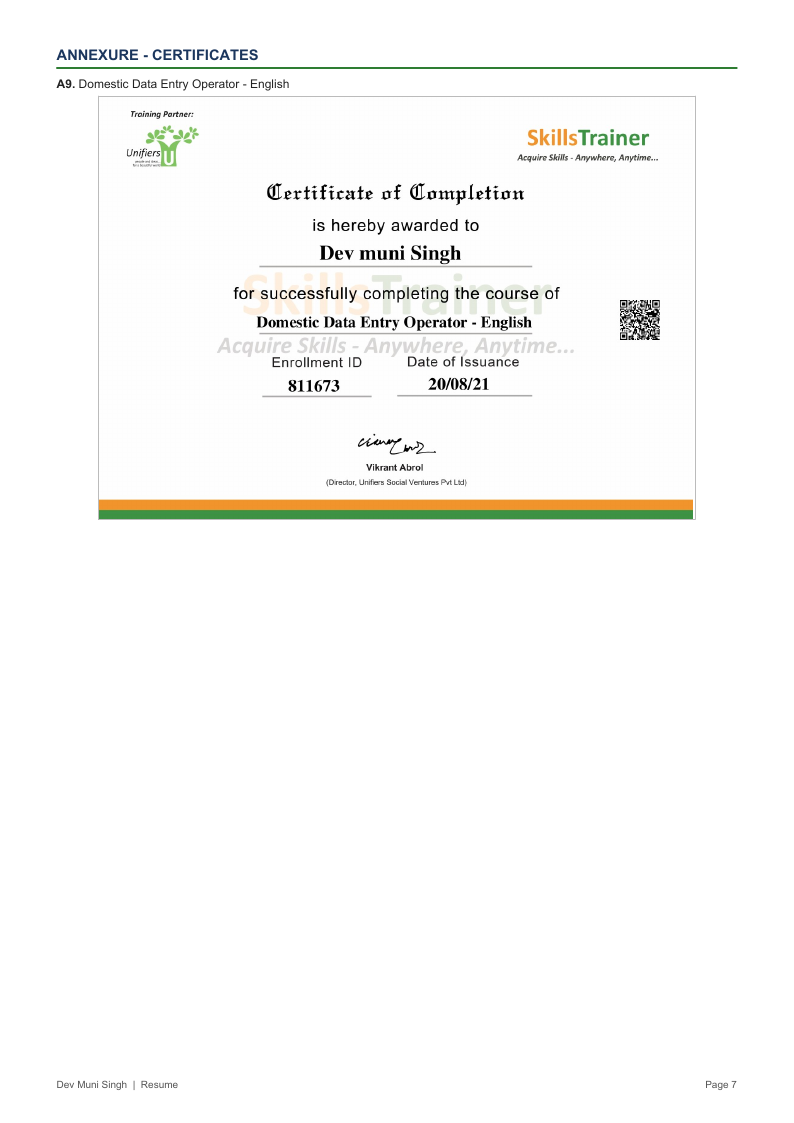 ANNEXURE - CERTIFICATES
A9. Domestic Data Entry Operator - English
Training Partner:
Unifiers
SkillsTrainer
Acquire Skills - Anywhere, Anytime...
Certificate of Completion
is hereby awarded to
Dev muni Singh
SkillsTrainer
for successfully completing the course of
Domestic Data Entry Operator - English
Acquire Skills - Anywhere, Anytime...
Enrollment ID
Date of Issuance
811673
20/08/21
Vikrant Abrol
(Director, Unifiers Social Ventures Pvt Ltd)
Dev Muni Singh | Resume
Page 7